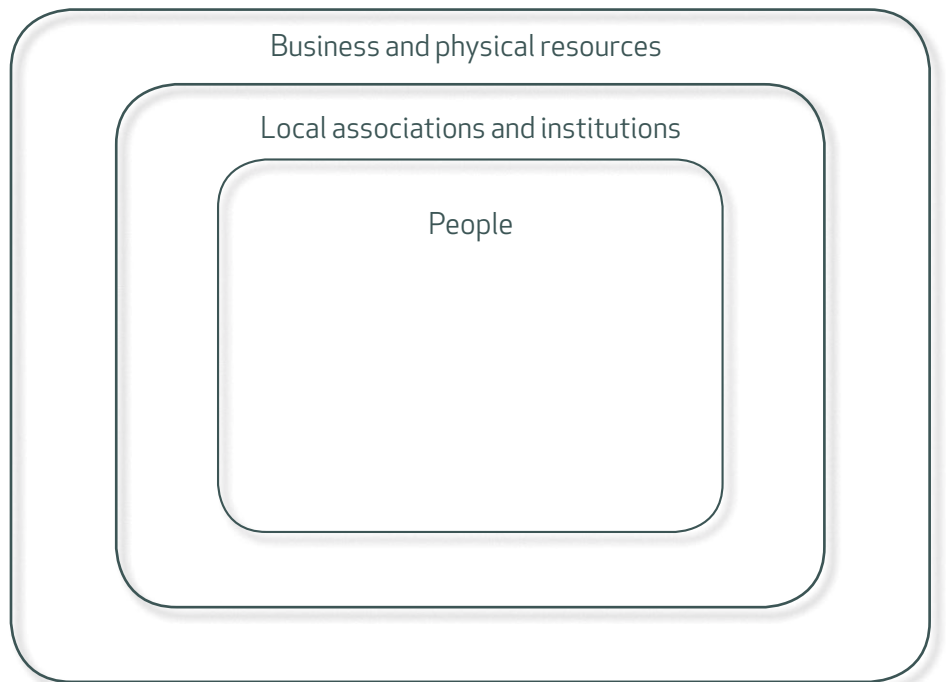 Business and physical resources
Local associations and institutions
People